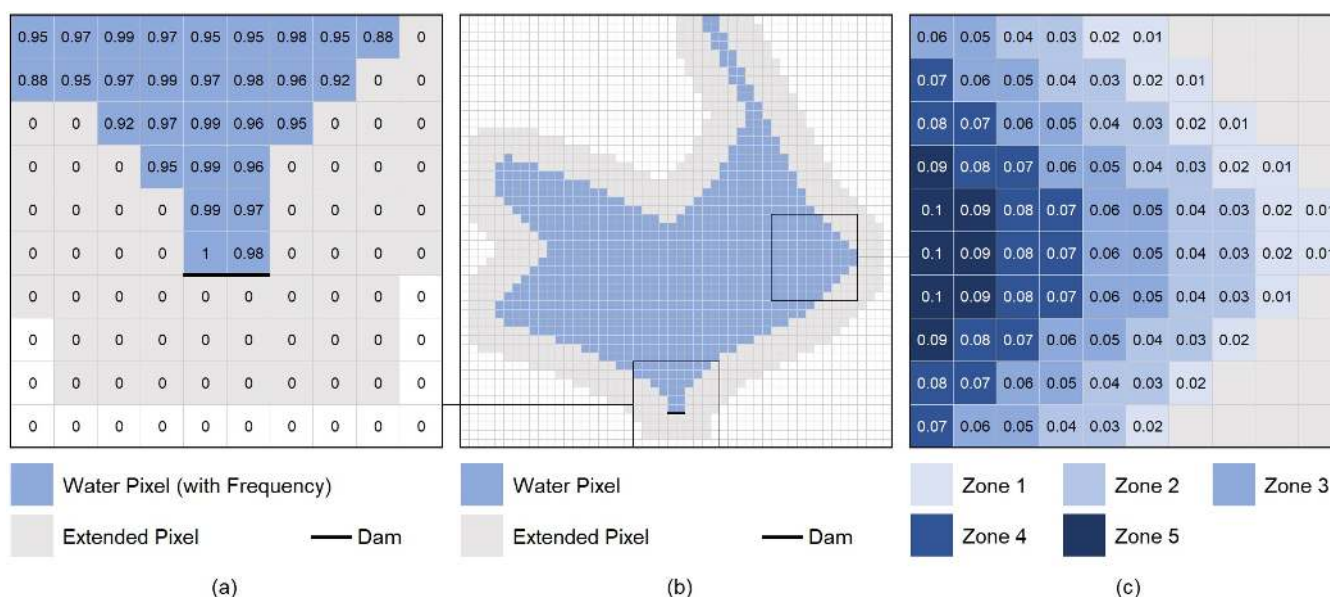 0.95 0.97 0.99 0.97 0.95 0.95 0.98 0.95 0.88 0
0.88 0.95 0.97 0.99 0.97 0.98 0.96 0.92 0 0
0 0 0.92 0.97 0.99 0.96 0.95 0 0 0
0 0 0 0.95 0.99 0.96 0 0 0 0
0 0 0 0 0.99 0.97 0 0 0 0
0 0 0 0 1 0.98 0 0 0 0
0 0 0 0 0 0 0 0 0 0
0 0 0 0 0 0 0 0 0 0
0 0 0 0 0 0 0 0 0 0
0 0 0 0 0 0 0 0 0 0
Water Pixel (with Frequency)
Extended Pixel Dam
(a)
Water Pixel
Extended Pixel Dam
(b)
0.06 0.05 0.04 0.03 0.02 0.01
0.07 0.06 0.05 0.04 0.03 0.02 0.01
0.08 0.07 0.06 0.05 0.04 0.03 0.02 0.01
0.09 0.08 0.07 0.06 0.05 0.04 0.03 0.02 0.01
0.1 0.09 0.08 0.07 0.06 0.05 0.04 0.03 0.02 0.01
0.1 0.09 0.08 0.07 0.06 0.05 0.04 0.03 0.02 0.01
0.1 0.09 0.08 0.07 0.06 0.05 0.04 0.03 0.01
0.09 0.08 0.07 0.06 0.05 0.04 0.03 0.02
0.08 0.07 0.06 0.05 0.04 0.03 0.02
0.07 0.06 0.05 0.04 0.03 0.02
Zone 1 Zone 2 Zone 3
Zone 4 Zone 5
(c)